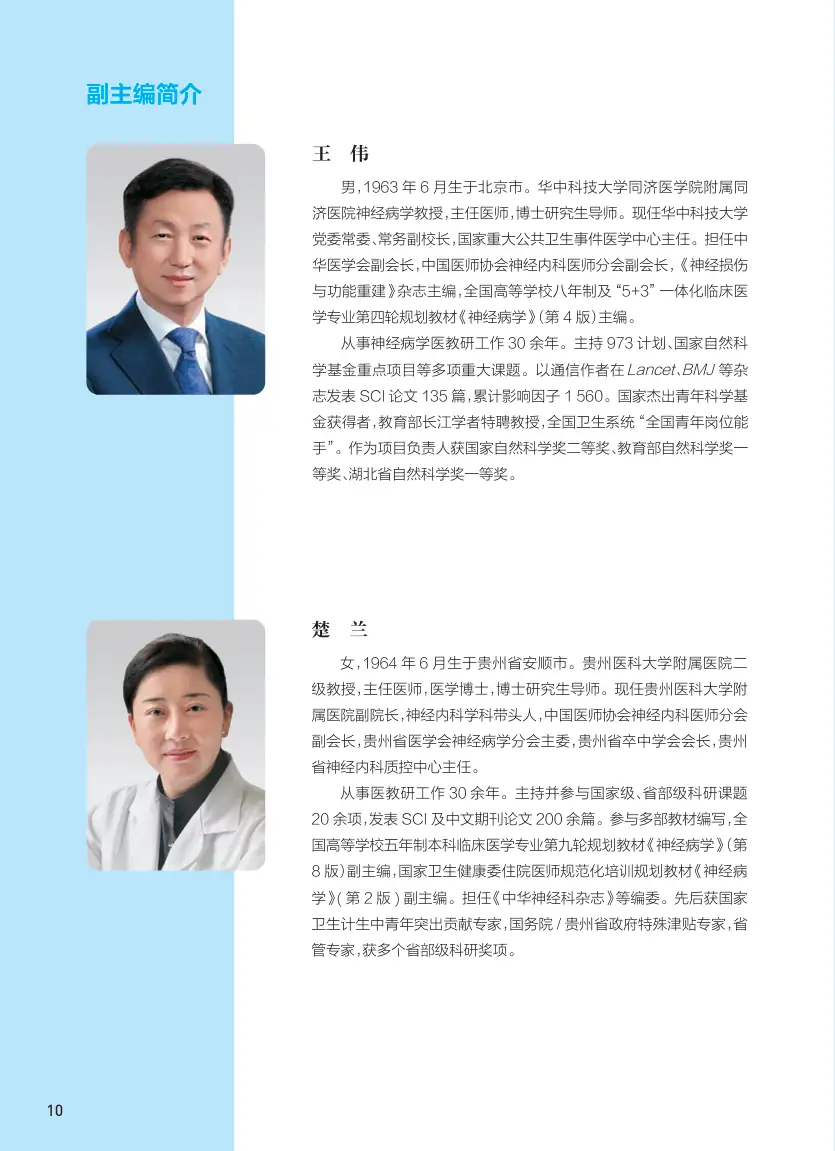 副主编简介
王 伟
男，1963 年 6 月生于北京市。华中科技大学同济医学院附属同
济医院神经病学教授，主任医师，博士研究生导师。现任华中科技大学
党委常委、常务副校长，国家重大公共卫生事件医学中心主任。担任中
华医学会副会长，中国医师协会神经内科医师分会副会长，《神经损伤
与功能重建》杂志主编，全国高等学校八年制及“5+3”一体化临床医
学专业第四轮规划教材《神经病学》（第 4 版）主编。
从事神经病学医教研工作 30 余年。主持 973 计划、国家自然科
学基金重点项目等多项重大课题。以通信作者在 Lancet、BMJ 等杂
志发表 SCI 论文 135 篇，累计影响因子 1 560。国家杰出青年科学基
金获得者，教育部长江学者特聘教授，全国卫生系统“全国青年岗位能
手”。作为项目负责人获国家自然科学奖二等奖、教育部自然科学奖一
等奖、湖北省自然科学奖一等奖。
楚 兰
女，1964 年 6 月生于贵州省安顺市。贵州医科大学附属医院二
级教授，主任医师，医学博士，博士研究生导师。现任贵州医科大学附
属医院副院长，神经内科学科带头人，中国医师协会神经内科医师分会
副会长，贵州省医学会神经病学分会主委，贵州省卒中学会会长，贵州
省神经内科质控中心主任。
从事医教研工作 30 余年。主持并参与国家级、省部级科研课题
20 余项，发表 SCI 及中文期刊论文 200 余篇。参与多部教材编写，全
国高等学校五年制本科临床医学专业第九轮规划教材《神经病学》（第
8 版）副主编，国家卫生健康委住院医师规范化培训规划教材《神经病
学》( 第 2 版 ) 副主编。担任《中华神经科杂志》等编委。先后获国家
卫生计生中青年突出贡献专家，国务院 / 贵州省政府特殊津贴专家，省
管专家，获多个省部级科研奖项。
10